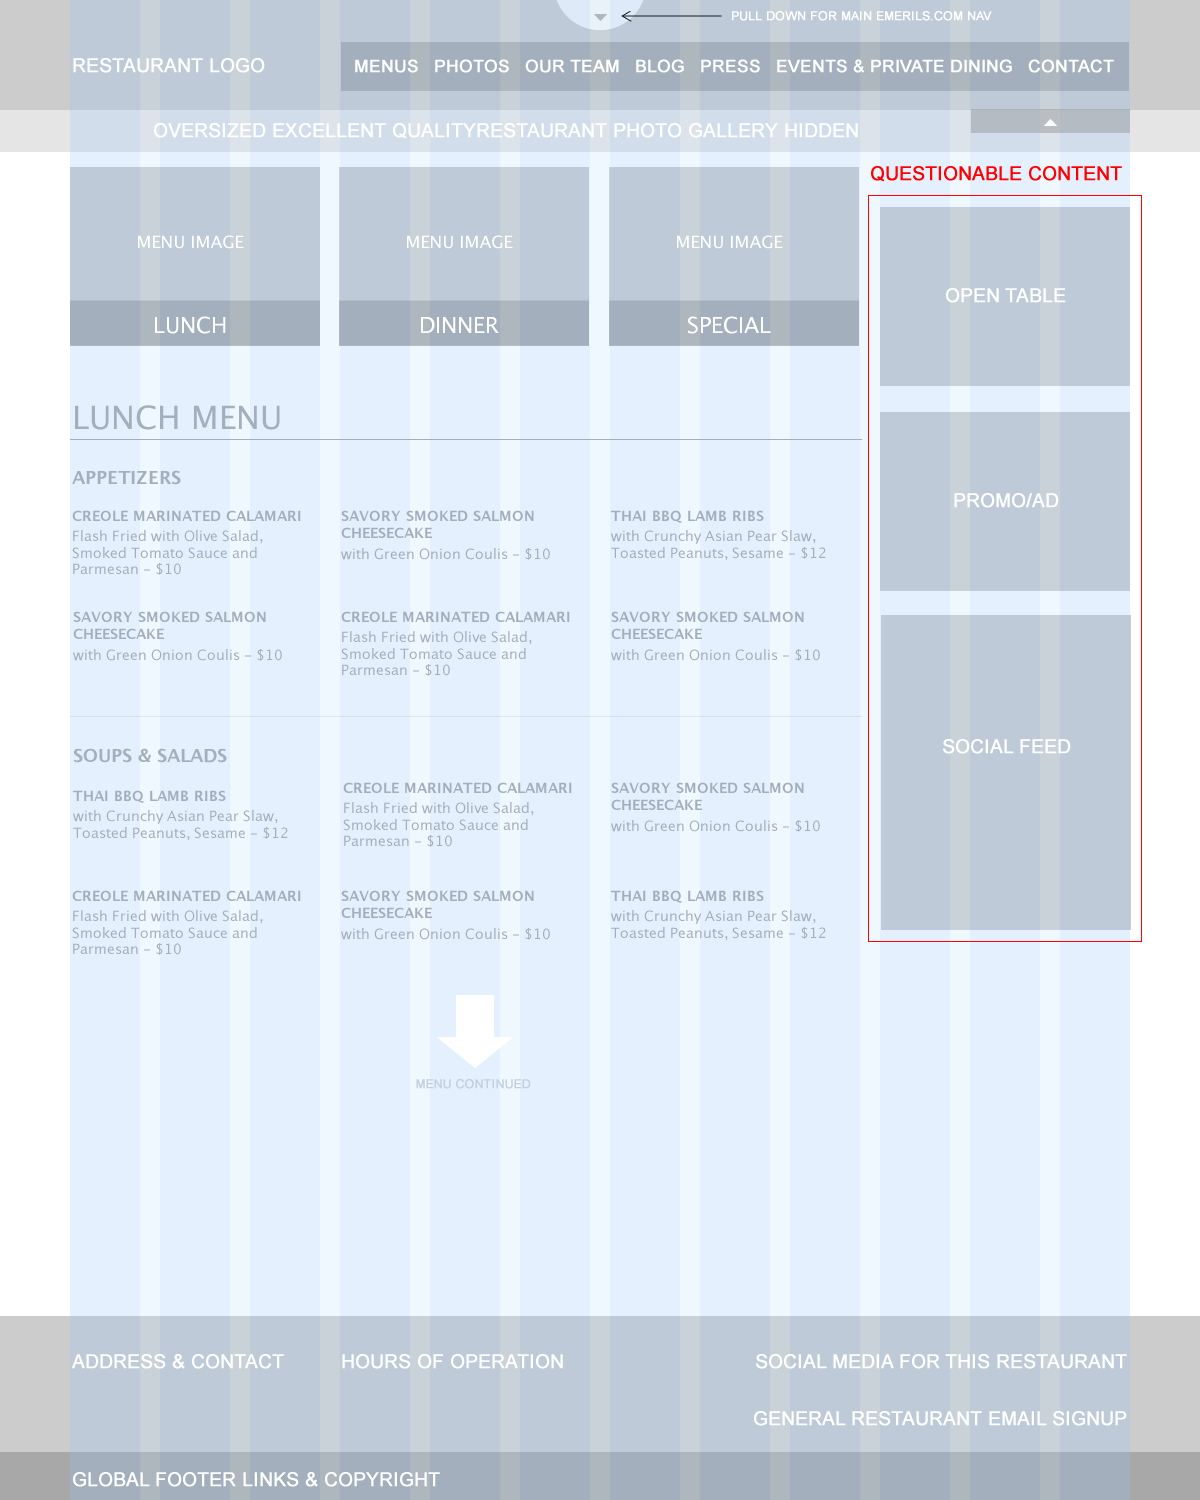 PULL DOWN FOR MAIN EMERILS.COM NAV
RESTAURANT LOGO
MENUS PHOTOS OUR TEAM BLOG PRESS EVENTS & PRIVATE DINING CONTACT
OVERSIZED EXCELLENT QUALITYRESTAURANT PHOTO GALLERY HIDDEN
MENU IMAGE
LUNCH
MENU IMAGE
DINNER
MENU IMAGE
SPECIAL
LUNCH MENU
APPETIZERS
CREOLE MARINATED CALAMARI
Flash Fried with Olive Salad,
Smoked Tomato Sauce and
Parmesan – $10
SAVORY SMOKED SALMON
CHEESECAKE
with Green Onion Coulis – $10
THAI BBQ LAMB RIBS
with Crunchy Asian Pear Slaw,
Toasted Peanuts, Sesame – $12
SAVORY SMOKED SALMON
CHEESECAKE
with Green Onion Coulis – $10
CREOLE MARINATED CALAMARI
Flash Fried with Olive Salad,
Smoked Tomato Sauce and
Parmesan – $10
SAVORY SMOKED SALMON
CHEESECAKE
with Green Onion Coulis – $10
SOUPS & SALADS
THAI BBQ LAMB RIBS
with Crunchy Asian Pear Slaw,
Toasted Peanuts, Sesame – $12
CREOLE MARINATED CALAMARI
Flash Fried with Olive Salad,
Smoked Tomato Sauce and
Parmesan – $10
SAVORY SMOKED SALMON
CHEESECAKE
with Green Onion Coulis – $10
CREOLE MARINATED CALAMARI
Flash Fried with Olive Salad,
Smoked Tomato Sauce and
Parmesan – $10
SAVORY SMOKED SALMON
CHEESECAKE
with Green Onion Coulis – $10
THAI BBQ LAMB RIBS
with Crunchy Asian Pear Slaw,
Toasted Peanuts, Sesame – $12
MENU CONTINUED
QUESTIONABLE CONTENT
OPEN TABLE
PROMO/AD
SOCIAL FEED
ADDRESS & CONTACT
HOURS OF OPERATION
SOCIAL MEDIA FOR THIS RESTAURANT
GENERAL RESTAURANT EMAIL SIGNUP
GLOBAL FOOTER LINKS & COPYRIGHT